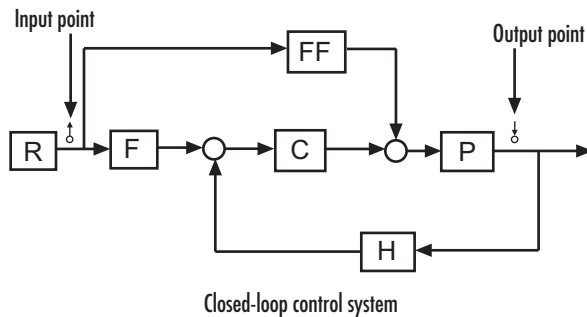 Input point
Output point
FF
R
F
C
P
H
Closed-loop control system